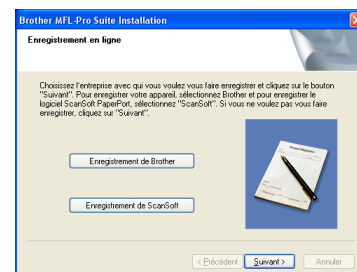 Brother MFL-Pro Suite Installation
Enregistrement en ligne
Choisissez l'entreprise avec qui vous voulez vous faire enregistrer et cliquez sur le bouton
"Suivant". Pour enregistrer votre appareil, sélectionnez Brother et pour enregistrer le
logiciel ScanSoft PaperPort, sélectionnez "ScanSoft". Si vous ne voulez pas vous faire
enregistrer, cliquez sur "Suivant".
Enregistrement de Brother
Enregistrement de ScanSoft
< Précédent Suivant > Annuler